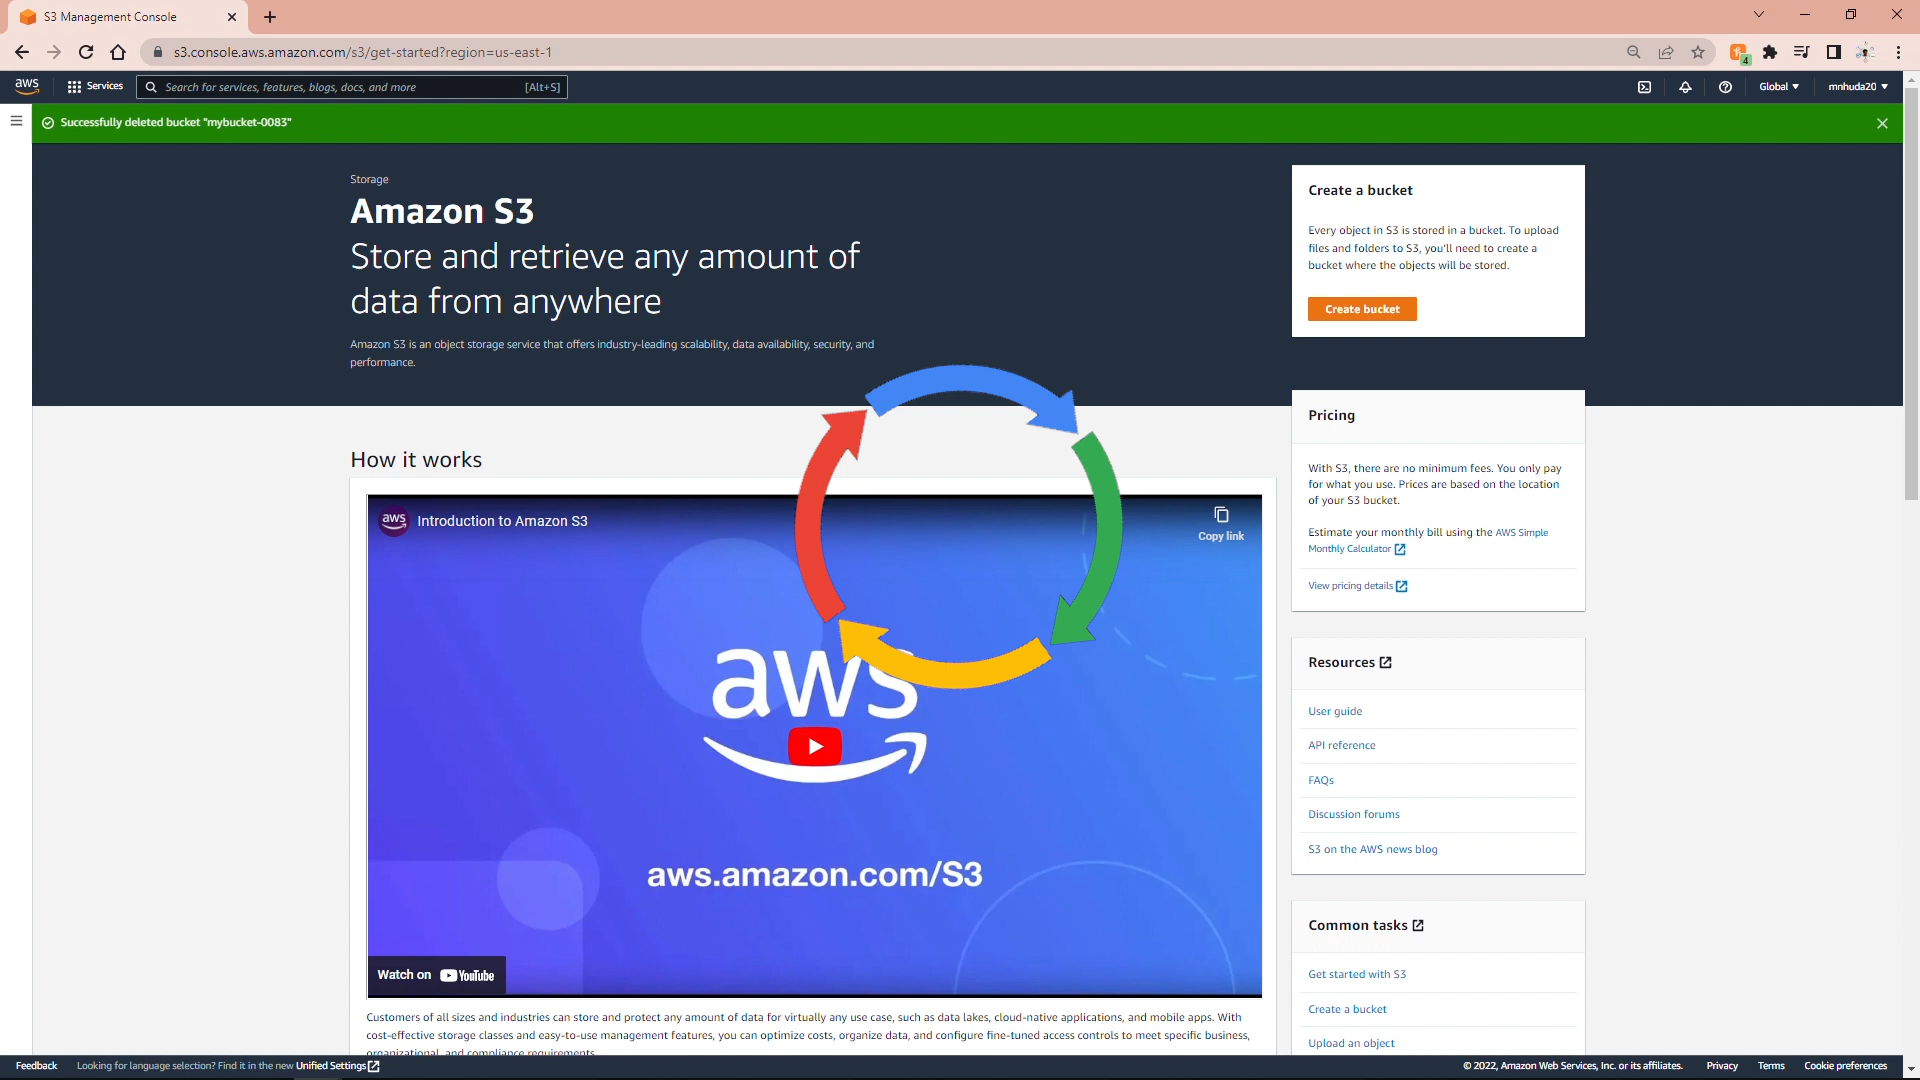 S3 Management Console
s3.console.aws.amazon.com/s3/get-started?region=us-east-1
4
aws
Services
Search for services, features, blogs, docs, and more
[Alt+S]
Global
mnhuda20
Successfully deleted bucket "mybucket-0083"
Storage
Amazon S3
Store and retrieve any amount of
data from anywhere
Amazon S3 is an object storage service that offers industry-leading scalability, data availability, security, and
performance.
Create a bucket
Every object in S3 is stored in a bucket. To upload
files and folders to S3, you'll need to create a
bucket where the objects will be stored.
Create bucket
How it works
aws
Introduction to Amazon S3
Copy link
aws
aws.amazon.com/S3
Watch on YouTube
Customers of all sizes and industries can store and protect any amount of data for virtually any use case, such as data lakes, cloud-native applications, and mobile apps. With
cost-effective storage classes and easy-to-use management features, you can optimize costs, organize data, and configure fine-tuned access controls to meet specific business,
organizational, and compliance requirements.
Pricing
With S3, there are no minimum fees. You only pay
for what you use. Prices are based on the location
of your S3 bucket.
Estimate your monthly bill using the AWS Simple
Monthly Calculator
View pricing details
Resources
User guide
API reference
FAQs
Discussion forums
S3 on the AWS news blog
Common tasks
Get started with S3
Create a bucket
Upload an object
Feedback
Looking for language selection? Find it in the new Unified Settings
© 2022, Amazon Web Services, Inc. or its affiliates.
Privacy
Terms
Cookie preferences